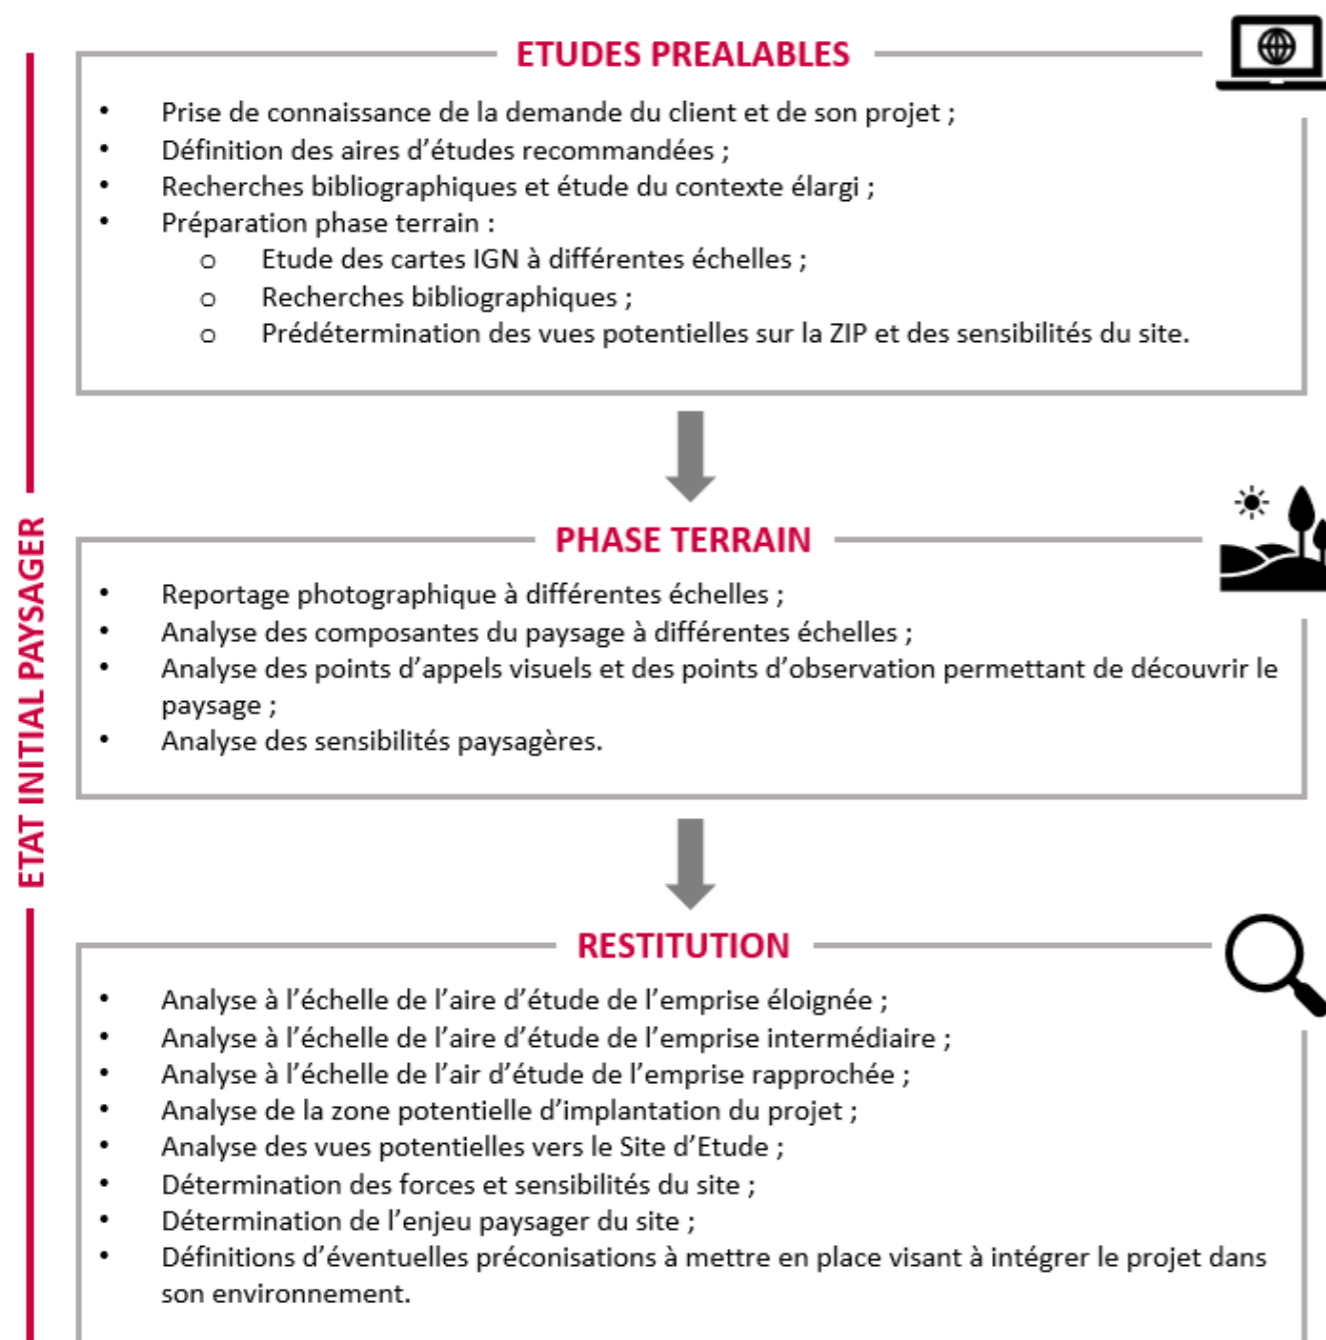 ETUDES PREALABLES
• Prise de connaissance de la demande du client et de son projet ;
• Définition des aires d’études recommandées ;
• Recherches bibliographiques et étude du contexte élargi ;
• Préparation phase terrain :
o Etude des cartes IGN à différentes échelles ;
o Recherches bibliographiques ;
o Prédétermination des vues potentielles sur la ZIP et des sensibilités du site.
ETAT INITIAL PAYSAGER
PHASE TERRAIN
• Reportage photographique à différentes échelles ;
• Analyse des composantes du paysage à différentes échelles ;
• Analyse des points d’appels visuels et des points d’observation permettant de découvrir le
paysage ;
• Analyse des sensibilités paysagères.
RESTITUTION
• Analyse à l’échelle de l’aire d’étude de l’emprise éloignée ;
• Analyse à l’échelle de l’aire d’étude de l’emprise intermédiaire ;
• Analyse à l’échelle de l’air d’étude de l’emprise rapprochée ;
• Analyse de la zone potentielle d’implantation du projet ;
• Analyse des vues potentielles vers le Site d’Etude ;
• Détermination des forces et sensibilités du site ;
• Détermination de l’enjeu paysager du site ;
• Définitions d’éventuelles préconisations à mettre en place visant à intégrer le projet dans
son environnement.